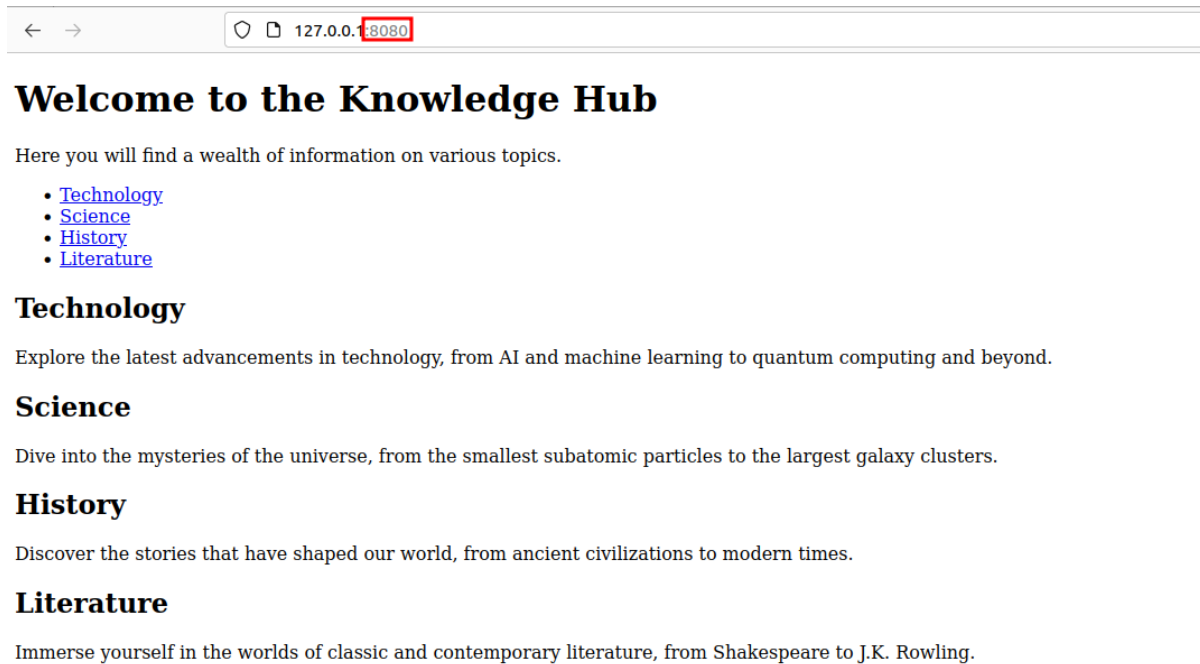 127.0.0.1:8080
Welcome to the Knowledge Hub
Here you will find a wealth of information on various topics.
• Technology
• Science
• History
• Literature
Technology
Explore the latest advancements in technology, from AI and machine learning to quantum computing and beyond.
Science
Dive into the mysteries of the universe, from the smallest subatomic particles to the largest galaxy clusters.
History
Discover the stories that have shaped our world, from ancient civilizations to modern times.
Literature
Immerse yourself in the worlds of classic and contemporary literature, from Shakespeare to J.K. Rowling.